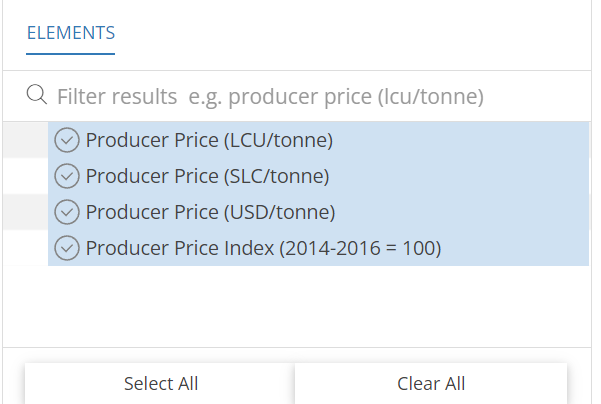 ELEMENTS
Filter results e.g. producer price (lcu/tonne)
Producer Price (LCU/tonne)
Producer Price (SLC/tonne)
Producer Price (USD/tonne)
Producer Price Index (2014-2016 = 100)
Select All
Clear All